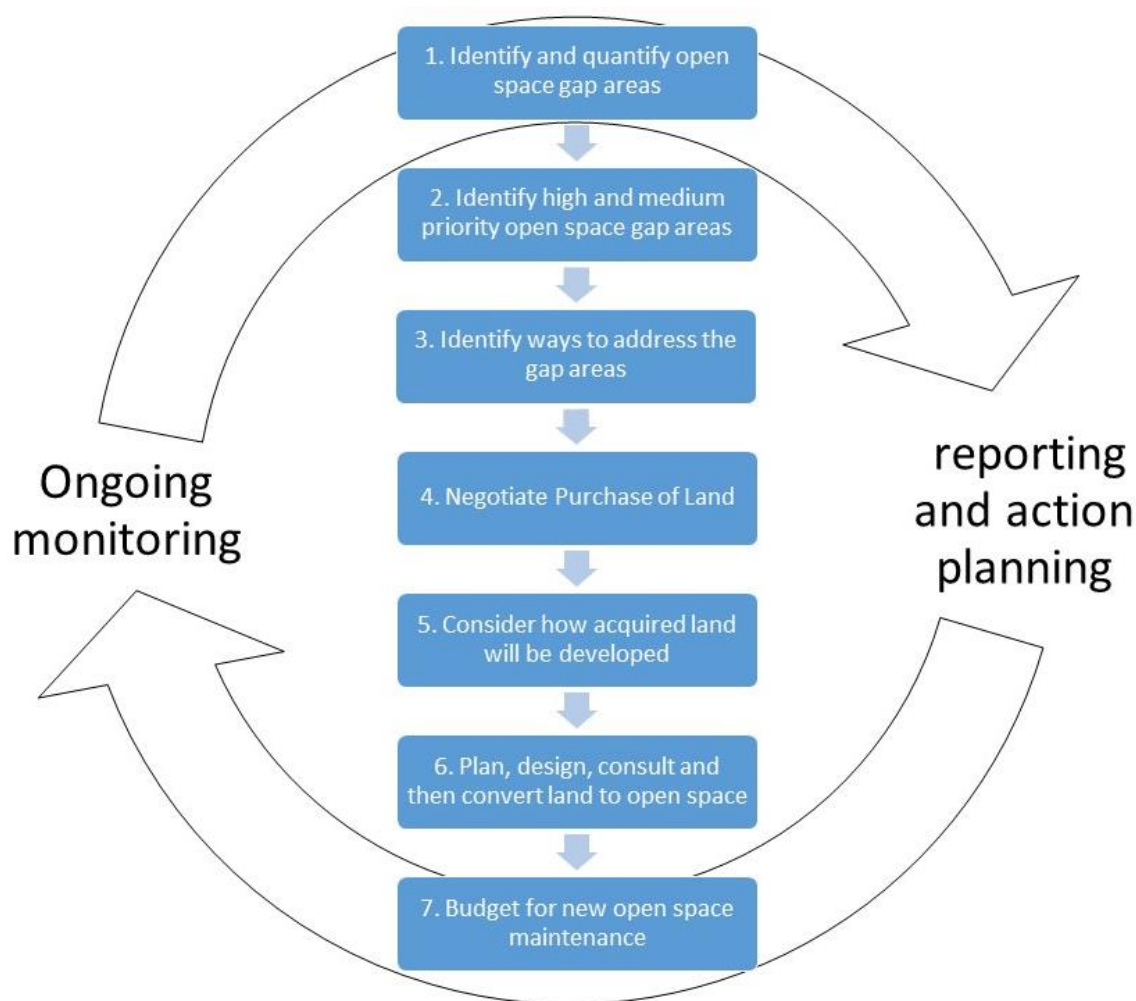 1. Identify and quantify open
space gap areas
2. Identify high and medium
priority open space gap areas
3. Identify ways to address the
gap areas
4. Negotiate Purchase of Land
5. Consider how acquired land
will be developed
6. Plan, design, consult and
then convert land to open space
7. Budget for new open space
maintenance
Ongoing
monitoring
reporting
and action
planning